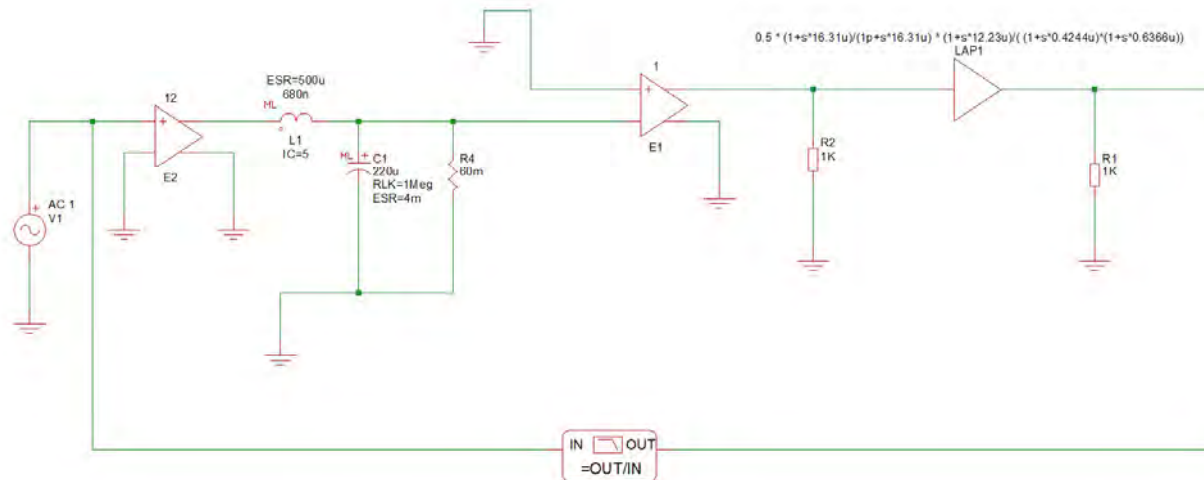 0.5 * (1+s*16.31u)/(1p+s*16.31u) * (1+s*12.23u)/( (1+s*0.4244u)*(1+s*0.6366u))
LAP1
1
E1
ESR=500u
680n
ML
L1
IC=5
12
E2
ML
C1
220u
RLK=1Meg
ESR=4m
R4
60m
R2
1K
R1
1K
AC 1
V1
IN OUT
=OUT/IN